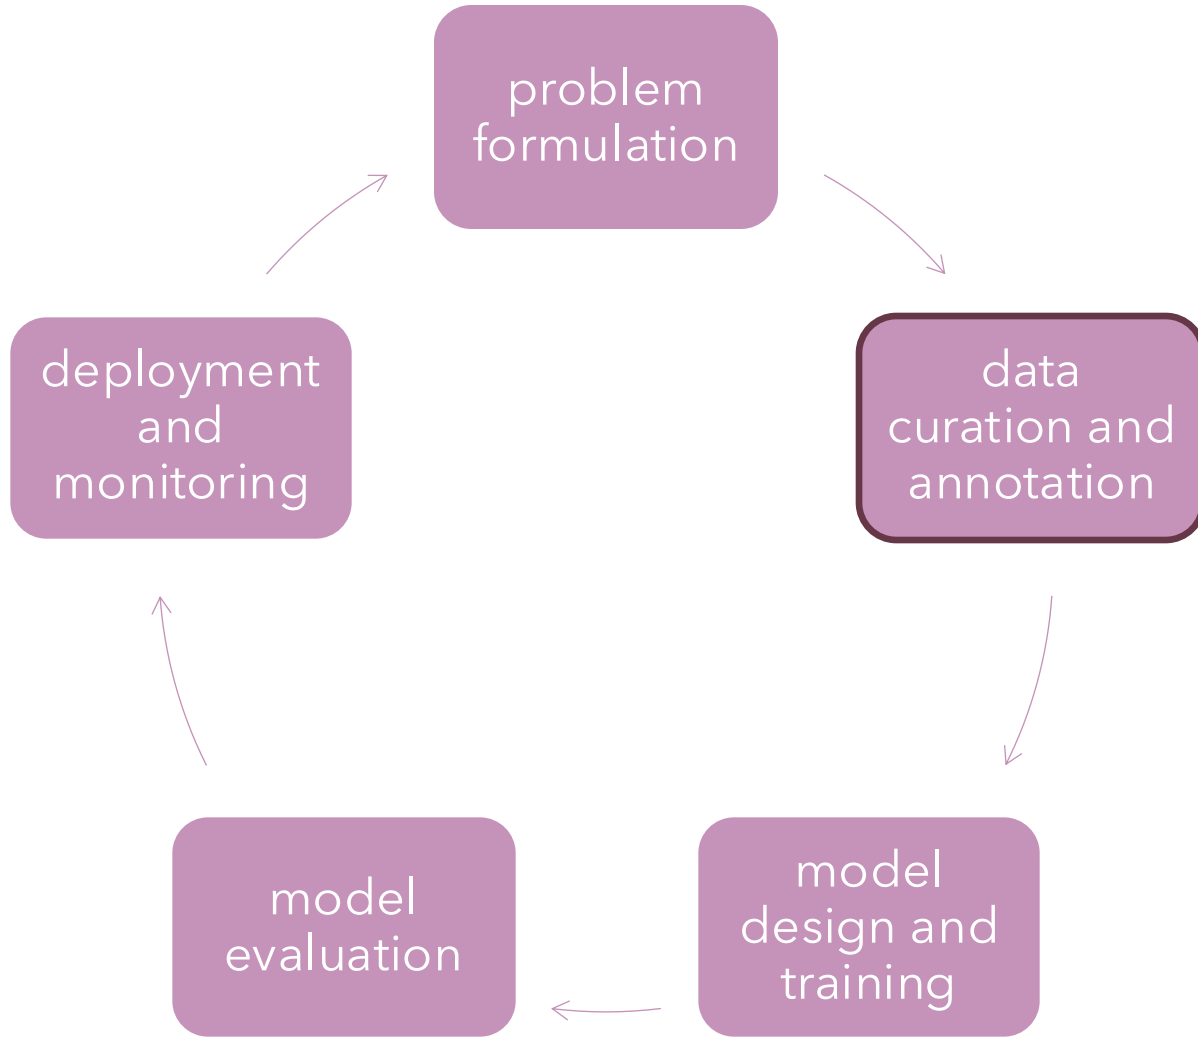 problem
formulation
data
curation and
annotation
model
design and
training
model
evaluation
deployment
and
monitoring